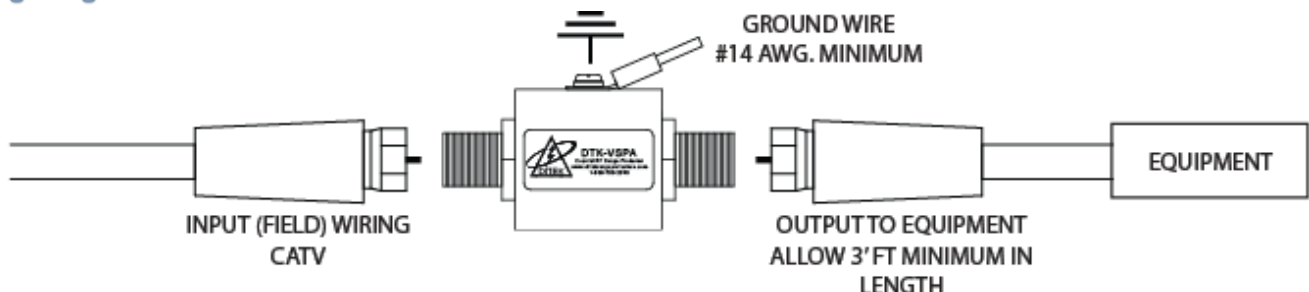 GROUND WIRE
#14 AWG. MINIMUM
DTK-VSPA
DITEK
EQUIPMENT
INPUT (FIELD) WIRING
CATV
OUTPUT TO EQUIPMENT
ALLOW 3' FT MINIMUM IN
LENGTH